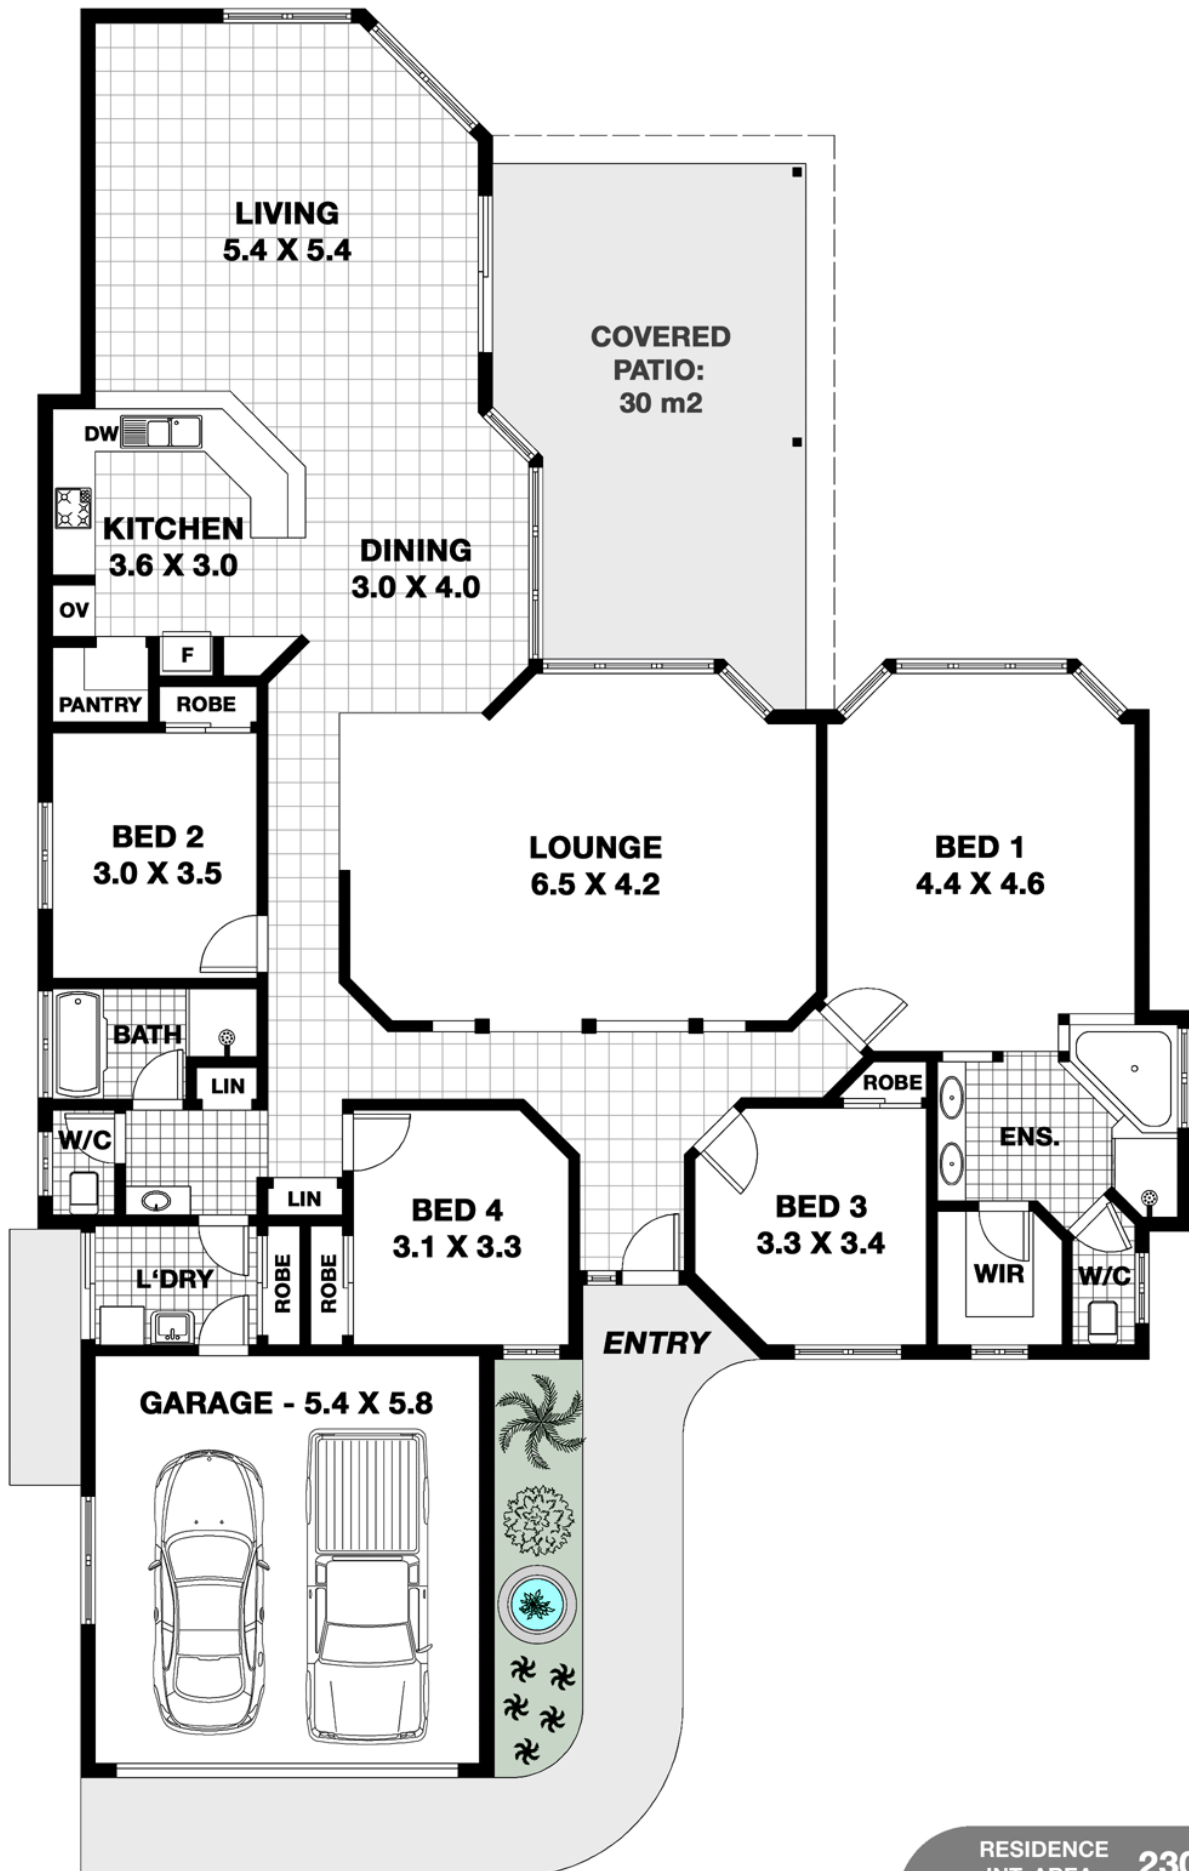 LIVING
5.4 X 5.4
COVERED
PATIO:
30 m2
DW
KITCHEN
3.6 X 3.0
DINING
3.0 X 4.0
OV
F
PANTRY
ROBE
BED 2
3.0 X 3.5
LOUNGE
6.5 X 4.2
BED 1
4.4 X 4.6
BATH
LIN
ROBE
W/C
ENS.
LIN
BED 4
3.1 X 3.3
BED 3
3.3 X 3.4
L'DRY
ROBE
ROBE
WIR
W/C
ENTRY
GARAGE - 5.4 X 5.8
RESIDENCE
INT. AREA 230